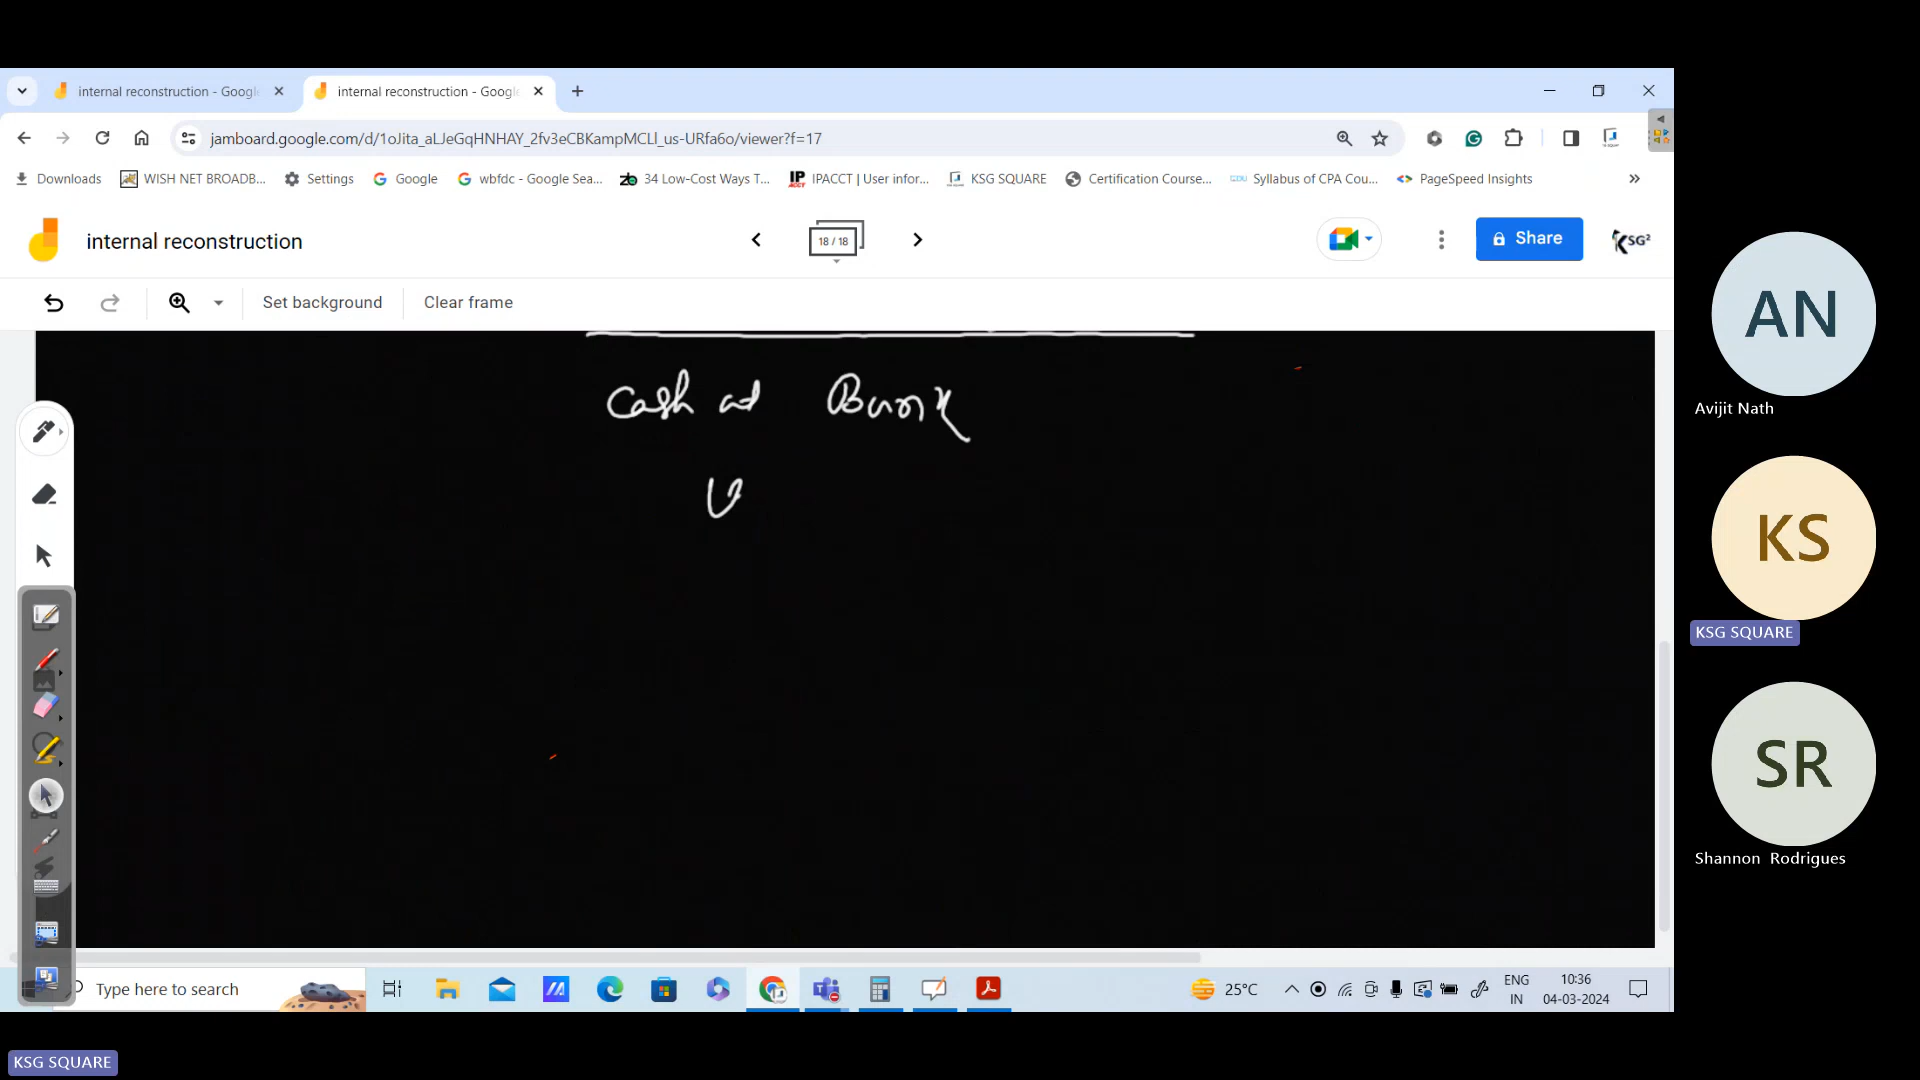 internal reconstruction - Googl
internal reconstruction - Google
jamboard.google.com/d/1oJita_aLJeGqHNHAY_2fv3eCBKampMCLl_us-URfa6o/viewer?f=17
Downloads
WISH NET BROADB...
Settings
Google
wbfdc - Google Sea...
34 Low-Cost Ways T...
IPACCT | User infor...
KSG SQUARE
Certification Course...
Syllabus of CPA Cou...
PageSpeed Insights
internal reconstruction
18 / 18
Share
KSG²
Set background
Clear frame
Cash at Bank
AN
Avijit Nath
KS
KSG SQUARE
SR
Shannon Rodrigues
Type here to search
25°C
ENG
IN
10:36
04-03-2024
KSG SQUARE